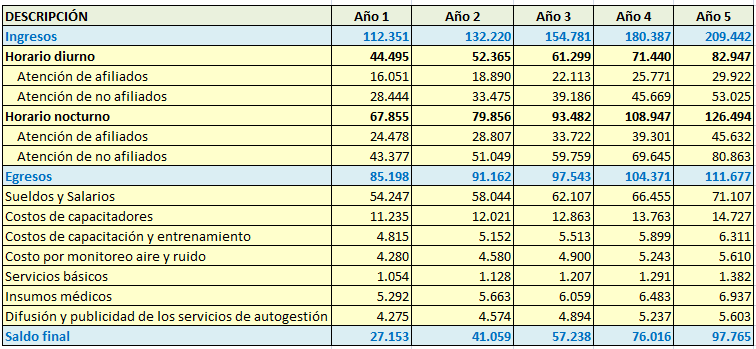 DESCRIPCIÓN Año 1 Año 2 Año 3 Año 4 Año 5
Ingresos 112.351 132.220 154.781 180.387 209.442
Horario diurno 44.495 52.365 61.299 71.440 82.947
Atención de afiliados 16.051 18.890 22.113 25.771 29.922
Atención de no afiliados 28.444 33.475 39.186 45.669 53.025
Horario nocturno 67.855 79.856 93.482 108.947 126.494
Atención de afiliados 24.478 28.807 33.722 39.301 45.632
Atención de no afiliados 43.377 51.049 59.759 69.645 80.863
Egresos 85.198 91.162 97.543 104.371 111.677
Sueldos y Salarios 54.247 58.044 62.107 66.455 71.107
Costos de capacitadores 11.235 12.021 12.863 13.763 14.727
Costos de capacitación y entrenamiento 4.815 5.152 5.513 5.899 6.311
Costo por monitoreo aire y ruido 4.280 4.580 4.900 5.243 5.610
Servicios básicos 1.054 1.128 1.207 1.291 1.382
Insumos médicos 5.292 5.663 6.059 6.483 6.937
Difusión y publicidad de los servicios de autogestión 4.275 4.574 4.894 5.237 5.603
Saldo final 27.153 41.059 57.238 76.016 97.765